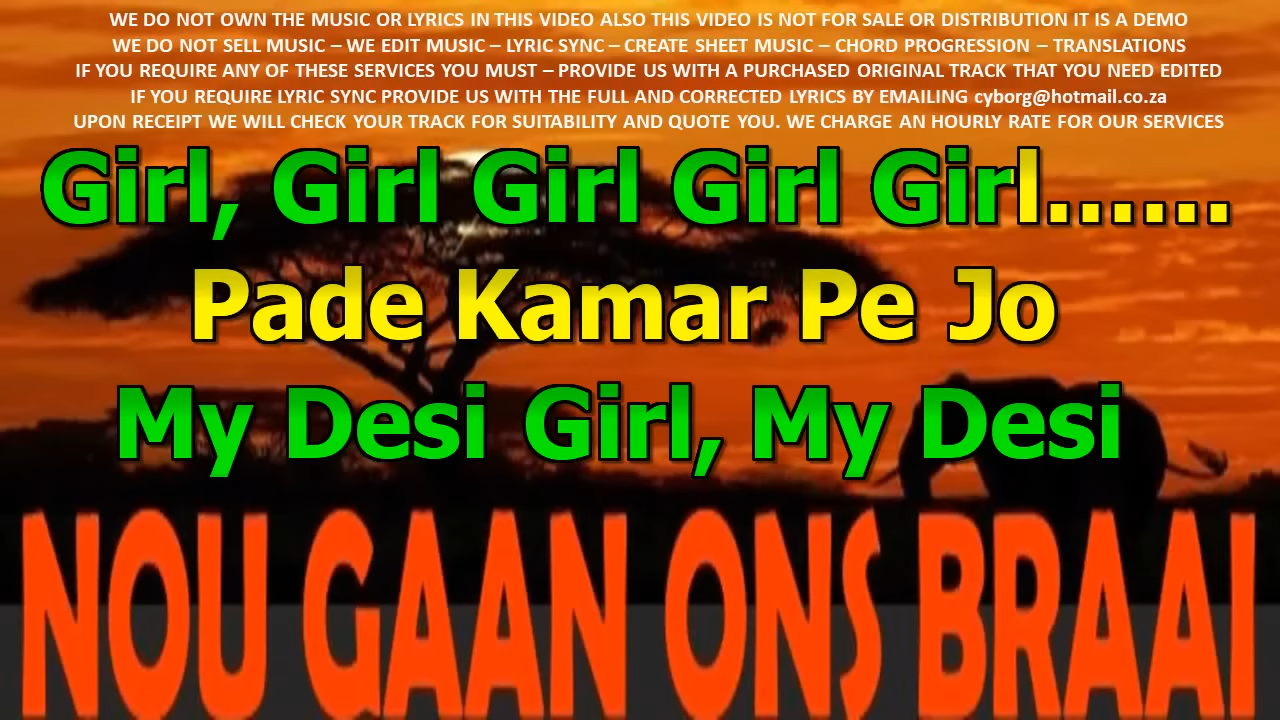 WE DO NOT OWN THE MUSIC OR LYRICS IN THIS VIDEO ALSO THIS VIDEO IS NOT FOR SALE OR DISTRIBUTION IT IS A DEMO
WE DO NOT SELL MUSIC – WE EDIT MUSIC – LYRIC SYNC – CREATE SHEET MUSIC – CHORD PROGRESSION – TRANSLATIONS
IF YOU REQUIRE ANY OF THESE SERVICES YOU MUST – PROVIDE US WITH A PURCHASED ORIGINAL TRACK THAT YOU NEED EDITED
IF YOU REQUIRE LYRIC SYNC PROVIDE US WITH THE FULL AND CORRECTED LYRICS BY EMAILING cyborg@hotmail.co.za
UPON RECEIPT WE WILL CHECK YOUR TRACK FOR SUITABILITY AND QUOTE YOU. WE CHARGE AN HOURLY RATE FOR OUR SERVICES
Girl, Girl Girl Girl Girl......
Pade Kamar Pe Jo
My Desi Girl, My Desi
NOU GAAN ONS BRAAI